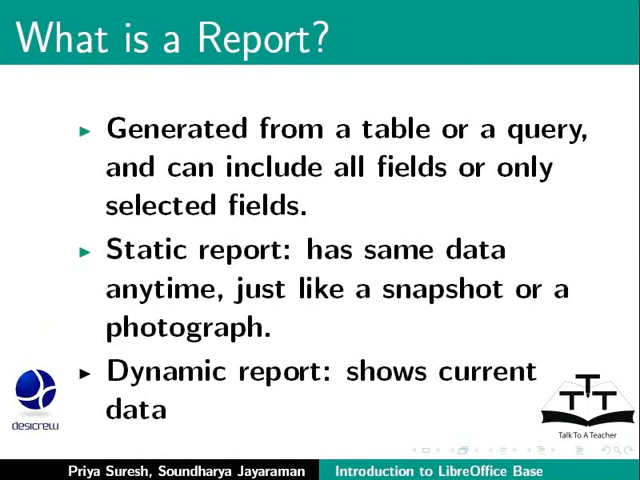 What is a Report?
Generated from a table or a query,
and can include all fields or only
selected fields.
Static report: has same data
anytime, just like a snapshot or a
photograph.
Dynamic report: shows current
data
desicrew
TTT
Talk To A Teacher
Priya Suresh, Soundharya Jayaraman
Introduction to LibreOffice Base